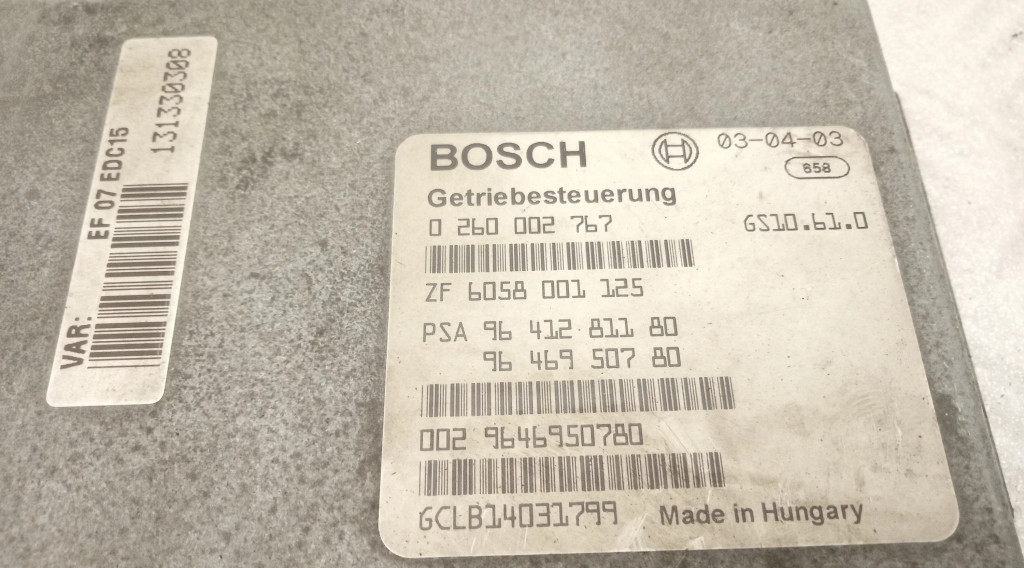 VAR: EF 07 EDC15
131330308
BOSCH 03-04-03
858
Getriebesteuerung
0 260 002 767 GS10.61.0
ZF 6058 001 125
PSA 96 412 811 80
96 469 507 80
002 9646950780
GCLB14031799 Made in Hungary